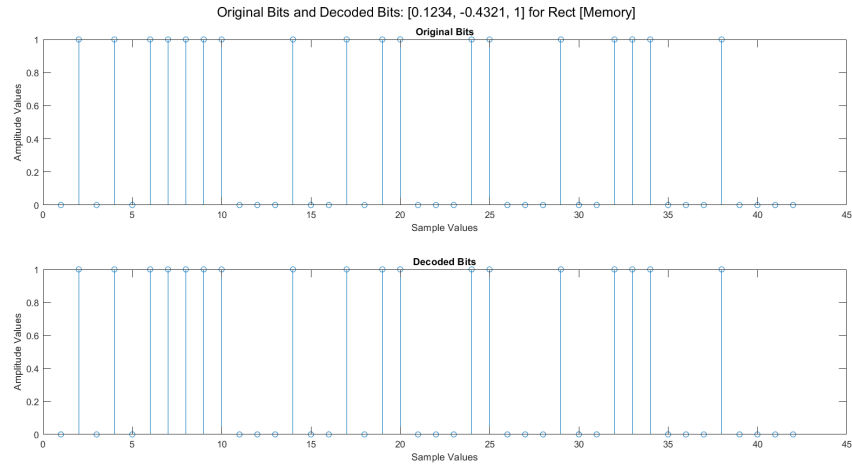 Original Bits and Decoded Bits: [0.1234, -0.4321, 1] for Rect [Memory]
Original Bits
1
0.8
0.6
0.4
0.2
0
Amplitude Values
0 5 10 15 20 25 30 35 40 45
Sample Values
Decoded Bits
1
0.8
0.6
0.4
0.2
0
Amplitude Values
0 5 10 15 20 25 30 35 40 45
Sample Values